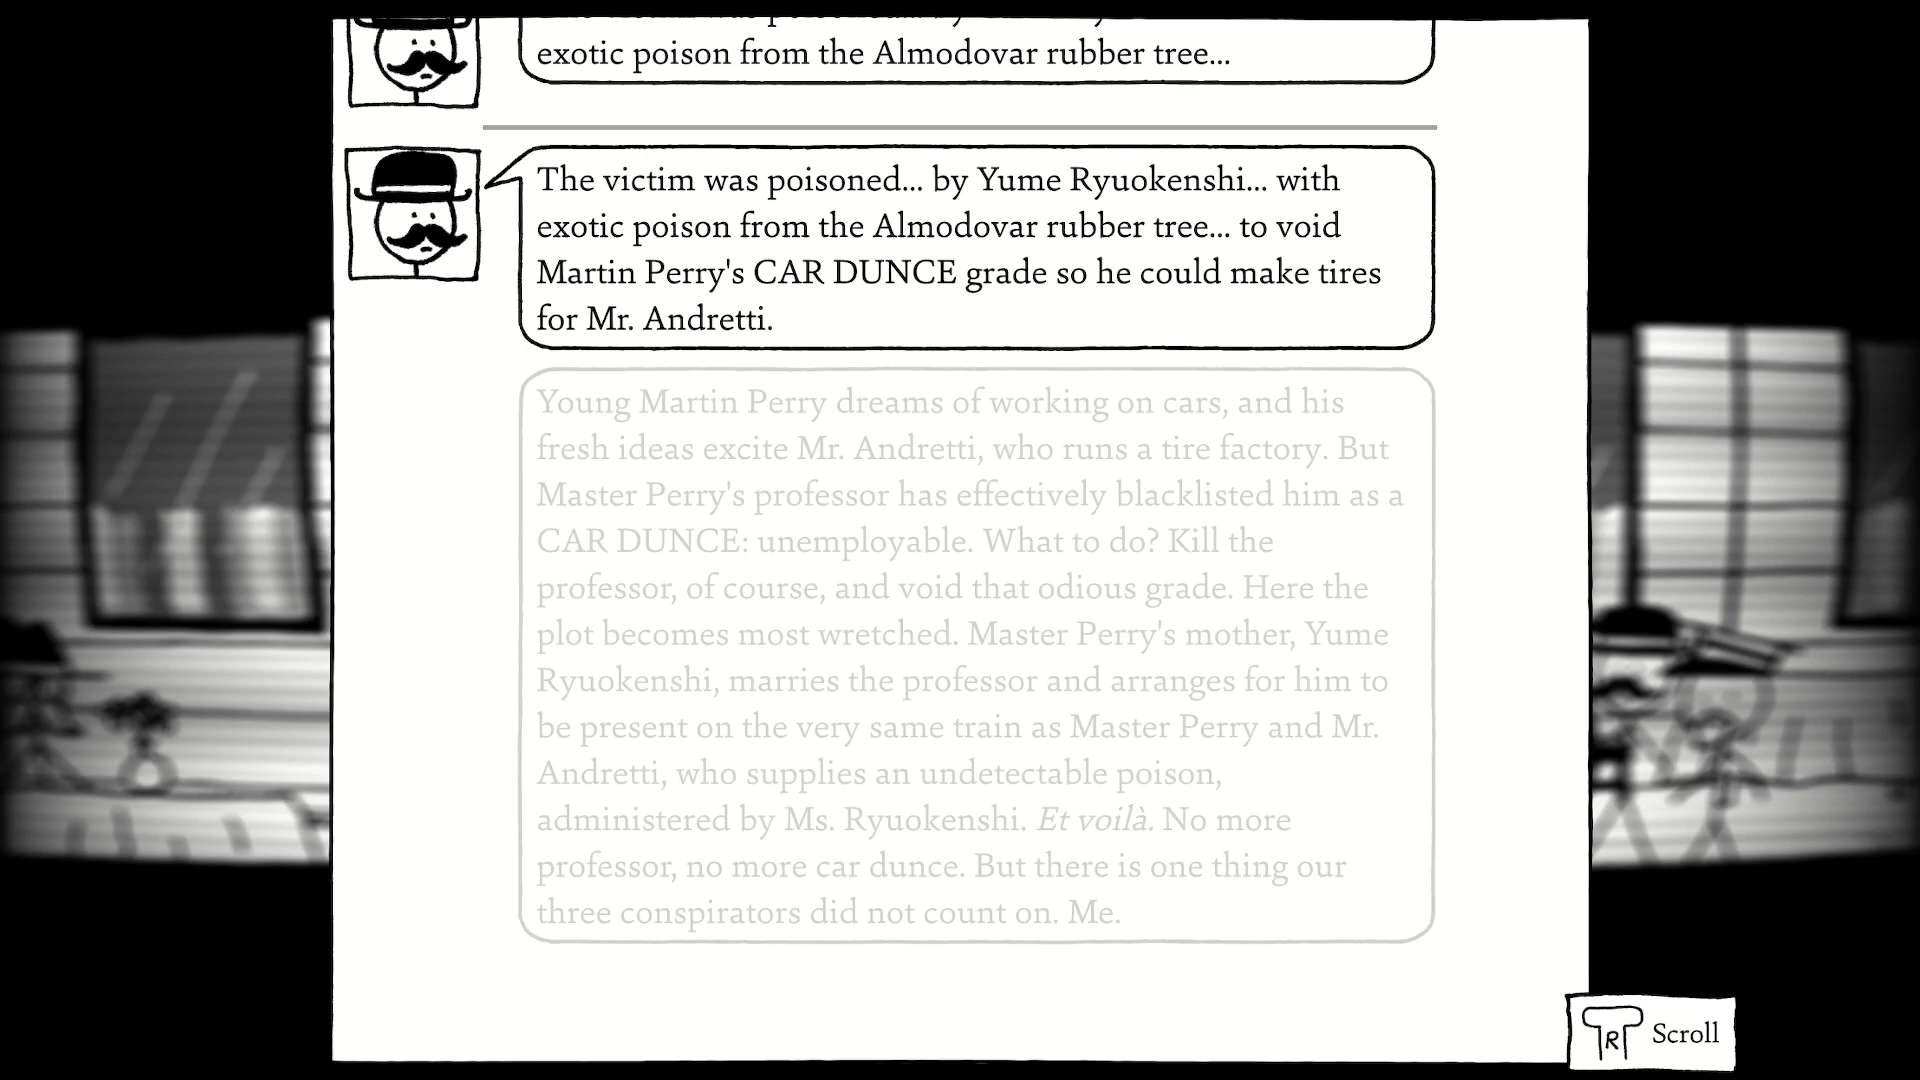 exotic poison from the Almodovar rubber tree...
The victim was poisoned... by Yume Ryuokenshi... with
exotic poison from the Almodovar rubber tree... to void
Martin Perry's CAR DUNCE grade so he could make tires
for Mr. Andretti.
Young Martin Perry dreams of working on cars, and his
fresh ideas excite Mr. Andretti, who runs a tire factory. But
Master Perry's professor has effectively blacklisted him as a
CAR DUNCE: unemployable. What to do? Kill the
professor, of course, and void that odious grade. Here the
plot becomes most wretched. Master Perry's mother, Yume
Ryuokenshi, marries the professor and arranges for him to
be present on the very same train as Master Perry and Mr.
Andretti, who supplies an undetectable poison,
administered by Ms. Ryuokenshi. Et voilà. No more
professor, no more car dunce. But there is one thing our
three conspirators did not count on. Me.
R Scroll